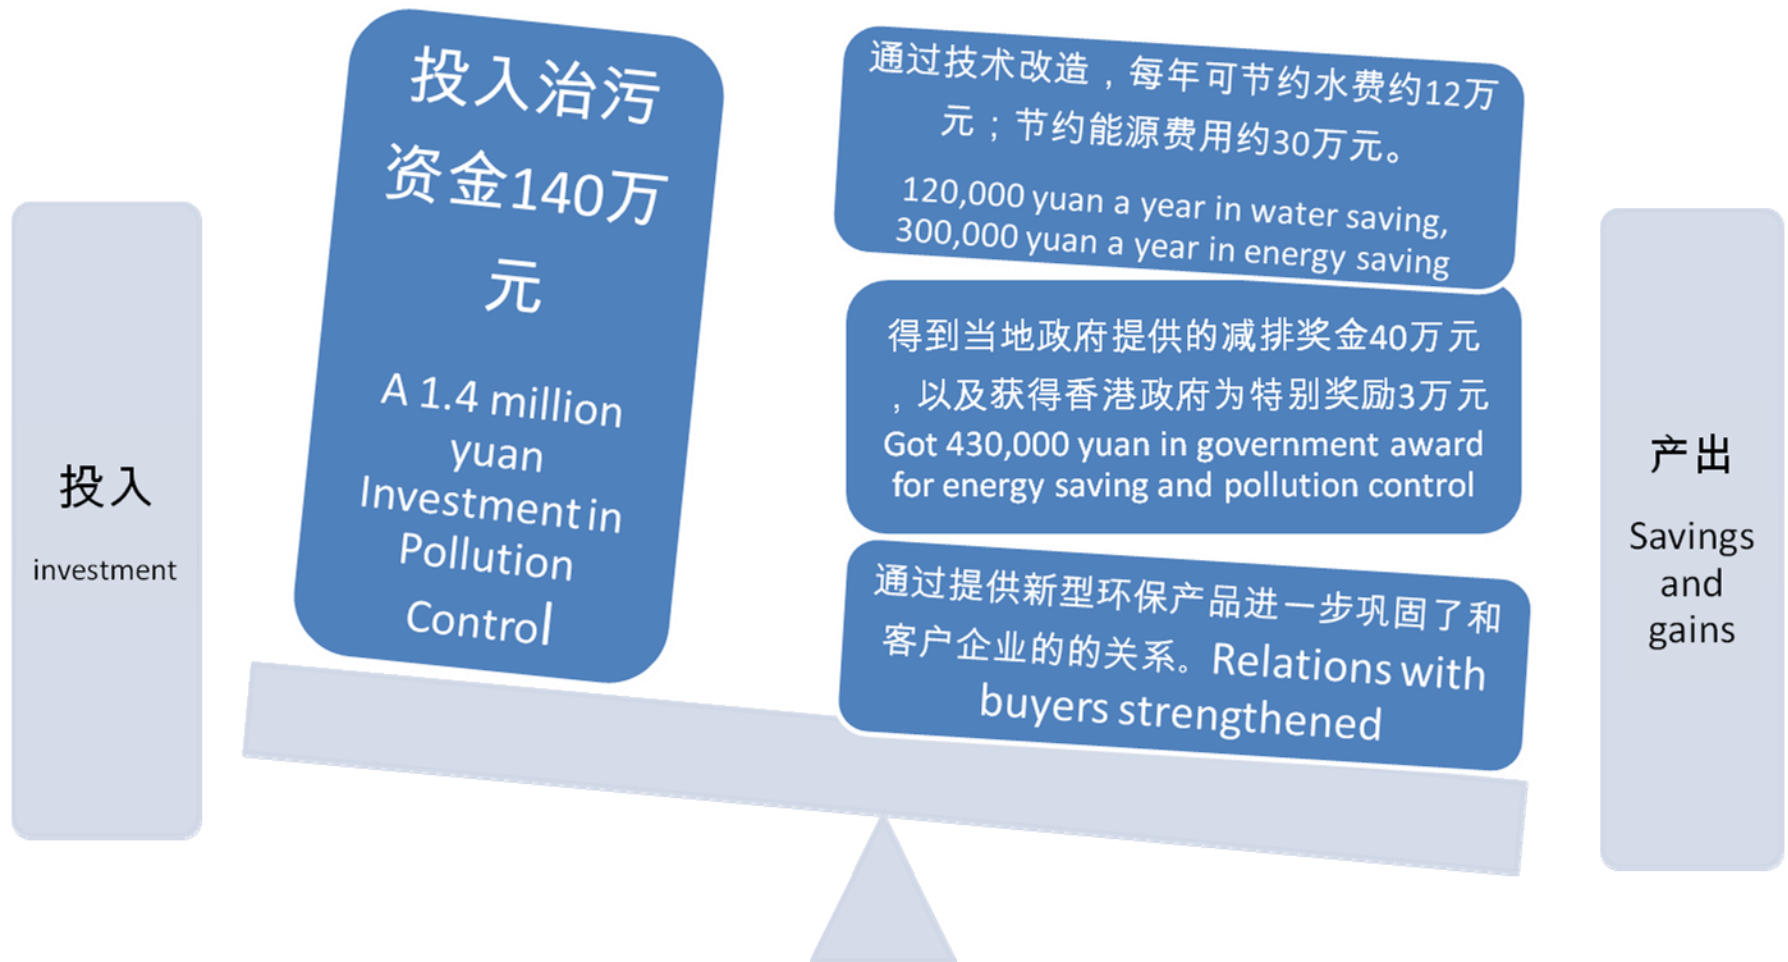 投入
investment
投入治污
资金140万
元
A 1.4 million
yuan
Investment in
Pollution
Control
通过技术改造，每年可节约水费约12万
元；节约能源费用约30万元。
120,000 yuan a year in water saving,
300,000 yuan a year in energy saving
得到当地政府提供的减排奖金40万元
，以及获得香港政府为特别奖励3万元
Got 430,000 yuan in government award
for energy saving and pollution control
通过提供新型环保产品进一步巩固了和
客户企业的的关系。Relations with
buyers strengthened
产出
Savings
and
gains